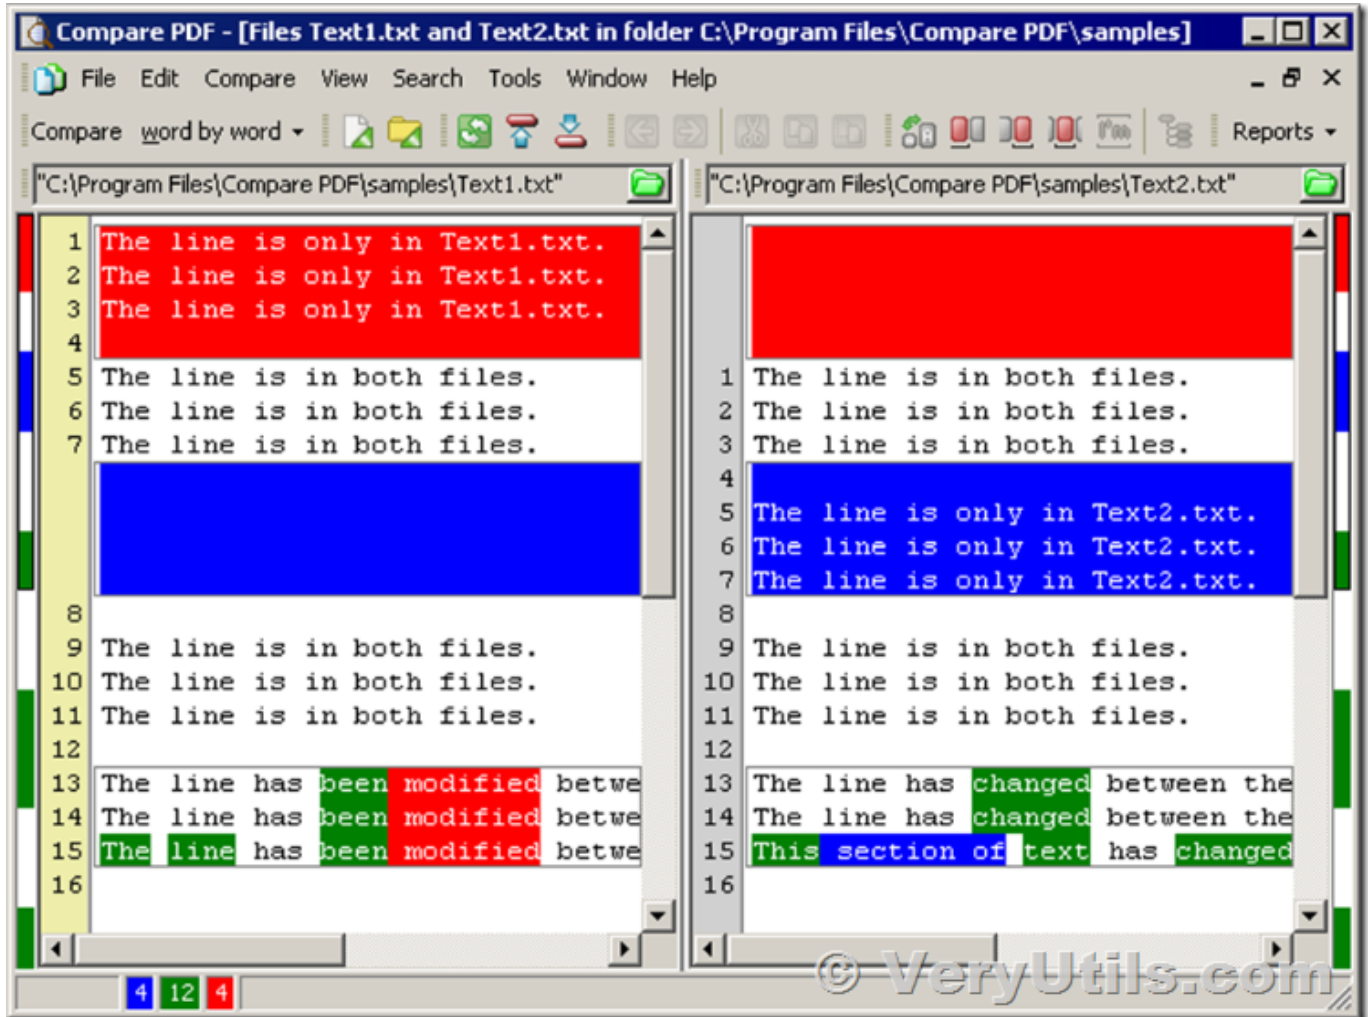 Compare PDF - [Files Text1.txt and Text2.txt in folder C:\Program Files\Compare PDF\samples]
File Edit Compare View Search Tools Window Help
Compare word by word Reports
"C:\Program Files\Compare PDF\samples\Text1.txt"
1 The line is only in Text1.txt.
2 The line is only in Text1.txt.
3 The line is only in Text1.txt.
4
5 The line is in both files.
6 The line is in both files.
7 The line is in both files.
8
9 The line is in both files.
10 The line is in both files.
11 The line is in both files.
12
13 The line has been modified betwe
14 The line has been modified betwe
15 The line has been modified betwe
16
"C:\Program Files\Compare PDF\samples\Text2.txt"
1 The line is in both files.
2 The line is in both files.
3 The line is in both files.
4
5 The line is only in Text2.txt.
6 The line is only in Text2.txt.
7 The line is only in Text2.txt.
8
9 The line is in both files.
10 The line is in both files.
11 The line is in both files.
12
13 The line has changed between the
14 The line has changed between the
15 This section of text has changed
16
4 12 4
© VeryUtils.com